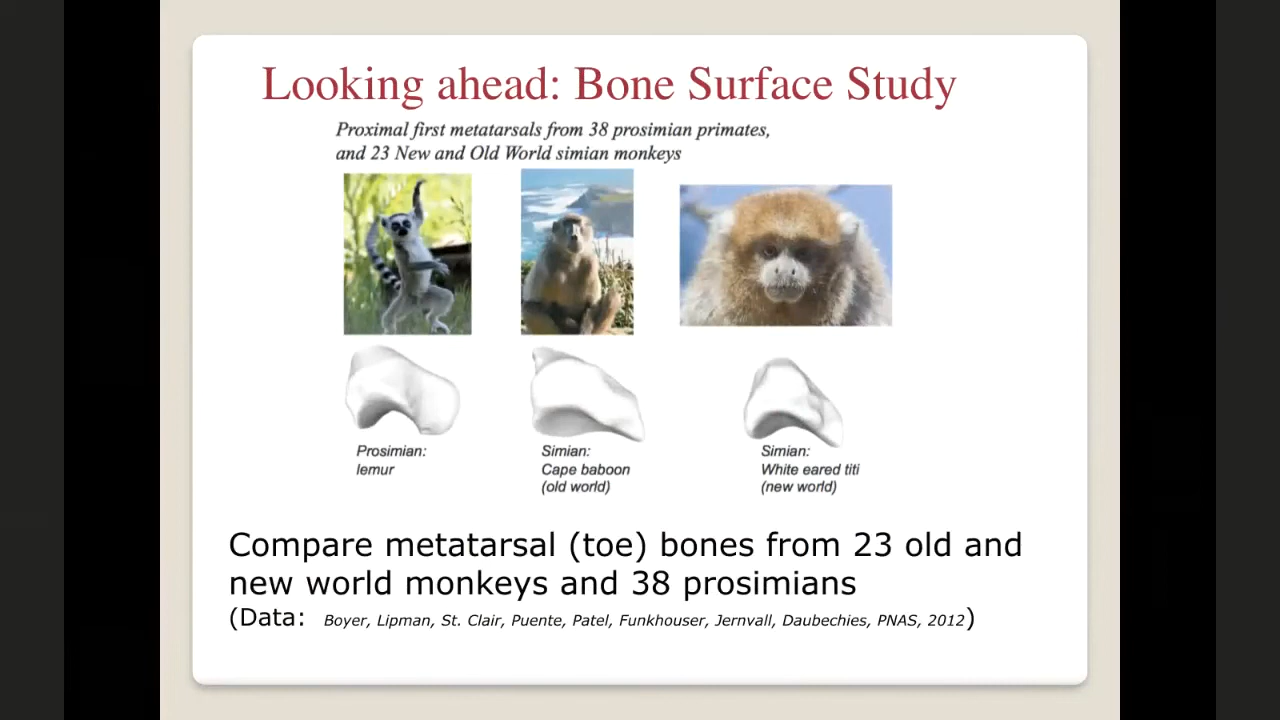 Looking ahead: Bone Surface Study
Proximal first metatarsals from 38 prosimian primates,
and 23 New and Old World simian monkeys
Prosimian:
lemur
Simian:
Cape baboon
(old world)
Simian:
White eared titi
(new world)
Compare metatarsal (toe) bones from 23 old and
new world monkeys and 38 prosimians
(Data: Boyer, Lipman, St. Clair, Puente, Patel, Funkhouser, Jernvall, Daubechies, PNAS, 2012)